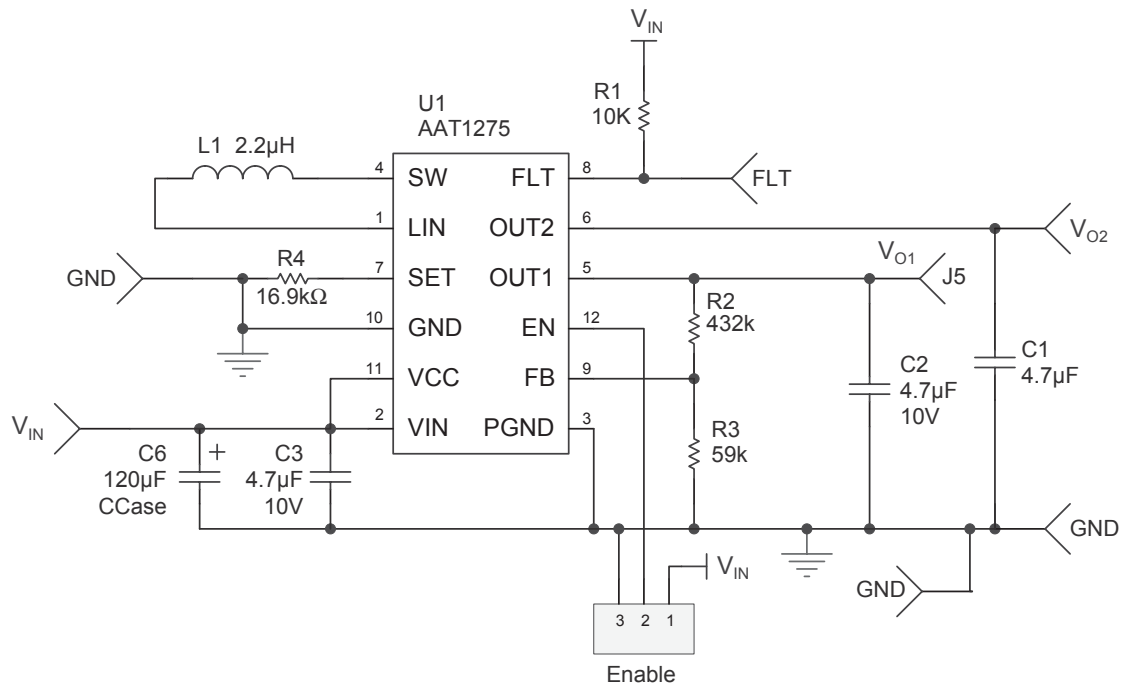 V_IN
R1
10K
U1
AAT1275
L1 2.2µH
4 SW FLT 8
FLT
1 LIN OUT2 6
V_O2
R4
GND
16.9kΩ
7 SET OUT1 5
V_O1
J5
R2
432k
10 GND EN 12
C1
4.7µF
C2
4.7µF
10V
11 VCC FB 9
V_IN
2 VIN PGND 3
R3
59k
C6
120µF
CCase
+
C3
4.7µF
10V
GND
V_IN
GND
3 2 1
Enable